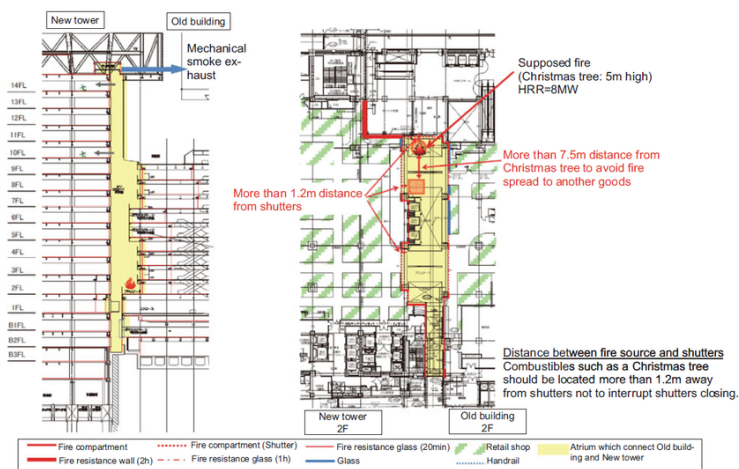 New tower
Old building
Mechanical
smoke ex-
haust
14FL
13FL
12FL
11FL
10FL
9FL
8FL
7FL
6FL
5FL
4FL
3FL
2FL
1FL
B1FL
B2FL
B3FL
Supposed fire
(Christmas tree: 5m high)
HRR=8MW
More than 7.5m distance from
Christmas tree to avoid fire
spread to another goods
More than 1.2m distance
from shutters
Distance between fire source and shutters
Combustibles such as a Christmas tree
should be located more than 1.2m away
from shutters not to interrupt shutters closing.
New tower
2F
Old building
2F
Fire compartment
Fire compartment (Shutter)
Fire resistance glass (20min)
Retail shop
Atrium which connect Old build-
ing and New tower
Fire resistance wall (2h)
Fire resistance glass (1h)
Glass
Handrail